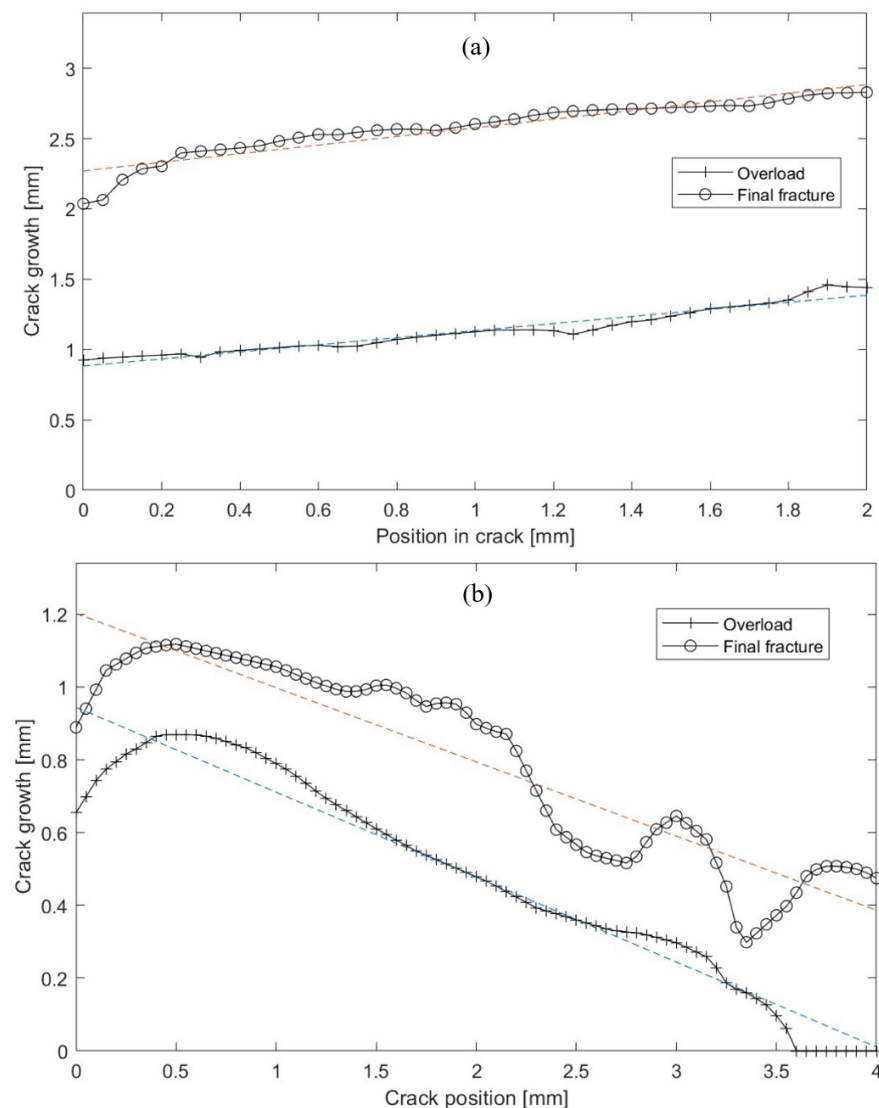 (a)
3
2.5
2
1.5
1
0.5
0
Crack growth [mm]
Overload
Final fracture
0 0.2 0.4 0.6 0.8 1 1.2 1.4 1.6 1.8 2
Position in crack [mm]
(b)
1.2
1
0.8
0.6
0.4
0.2
0
Crack growth [mm]
Overload
Final fracture
0 0.5 1 1.5 2 2.5 3 3.5 4
Crack position [mm]